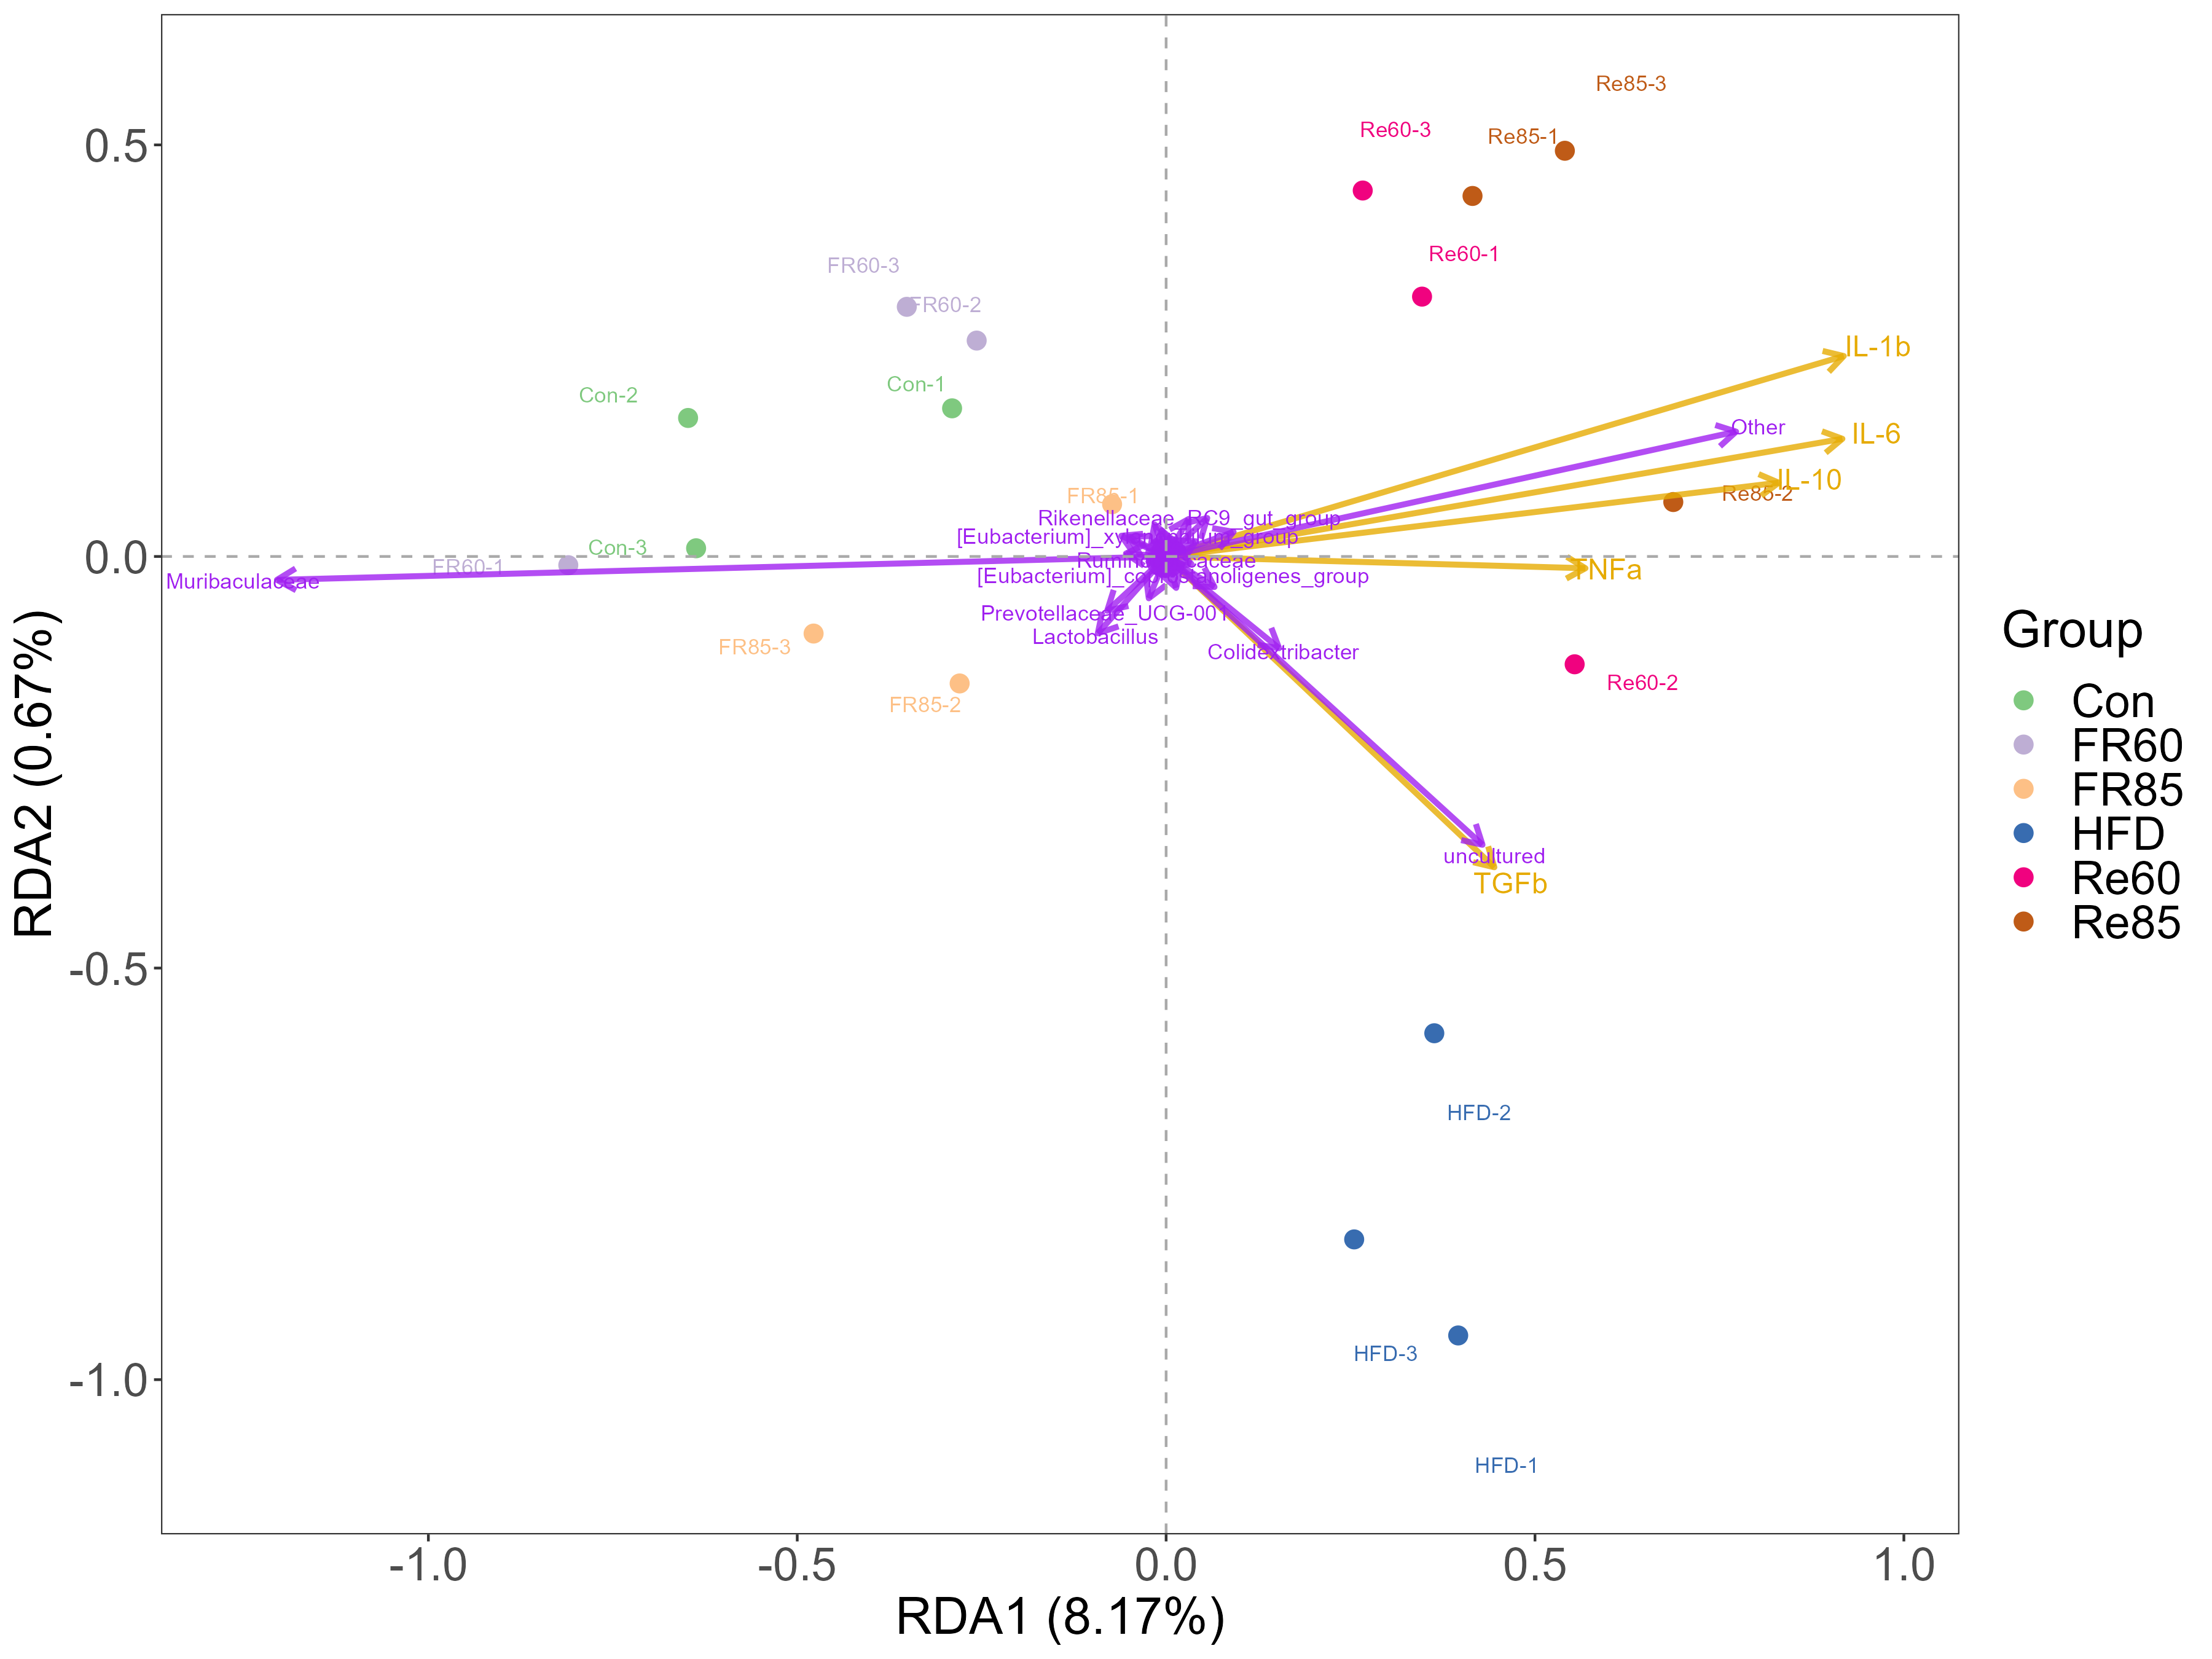 Re85-3
Re60-3
Re85-1
0.5
Re60-1
FR60-3
FR60-2
IL-1b
Con-1
Con-2
Other
IL-6
IL-10
Re85-2
FR85-1
Rikenellaceae_RC9_gut_group
Con-3
0.0
FR60-1
TNFa
Muribaculaceae
Prevotellaceae_UCG-001
Lactobacillus
FR85-3
Colidextribacter
Re60-2
FR85-2
uncultured
TGFb
-0.5
HFD-2
HFD-3
-1.0
HFD-1
-1.0
-0.5
0.0
0.5
1.0
RDA1 (8.17%)
RDA2 (0.67%)
Group
Con
FR60
FR85
HFD
Re60
Re85